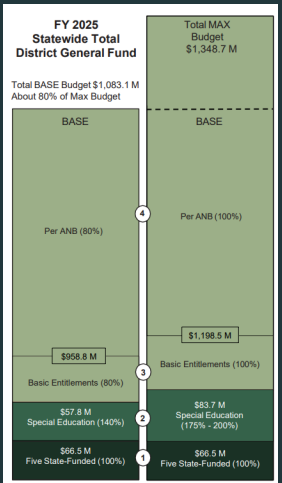 FY 2025
Statewide Total
District General Fund
Total BASE Budget $1,083.1 M
About 80% of Max Budget
BASE
Per ANB (80%)
$958.8 M
Basic Entitlements (80%)
$57.8 M
Special Education (140%)
$66.5 M
Five State-Funded (100%)
4
3
2
1
Total MAX
Budget
$1,348.7 M
BASE
Per ANB (100%)
$1,198.5 M
Basic Entitlements (100%)
$83.7 M
Special Education
(175% - 200%)
$66.5 M
Five State-Funded (100%)